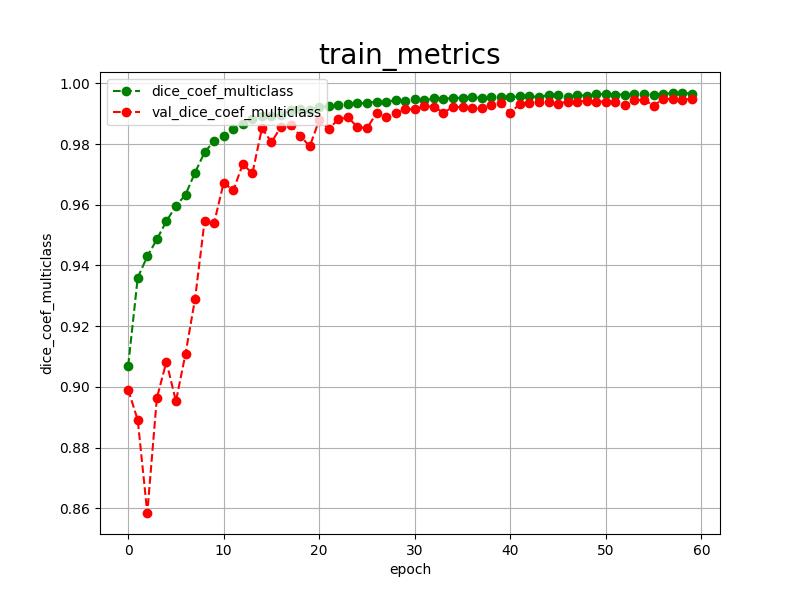 train_metrics
dice_coef_multiclass
val_dice_coef_multiclass
dice_coef_multiclass
1.00
0.98
0.96
0.94
0.92
0.90
0.88
0.86
0 10 20 30 40 50 60
epoch